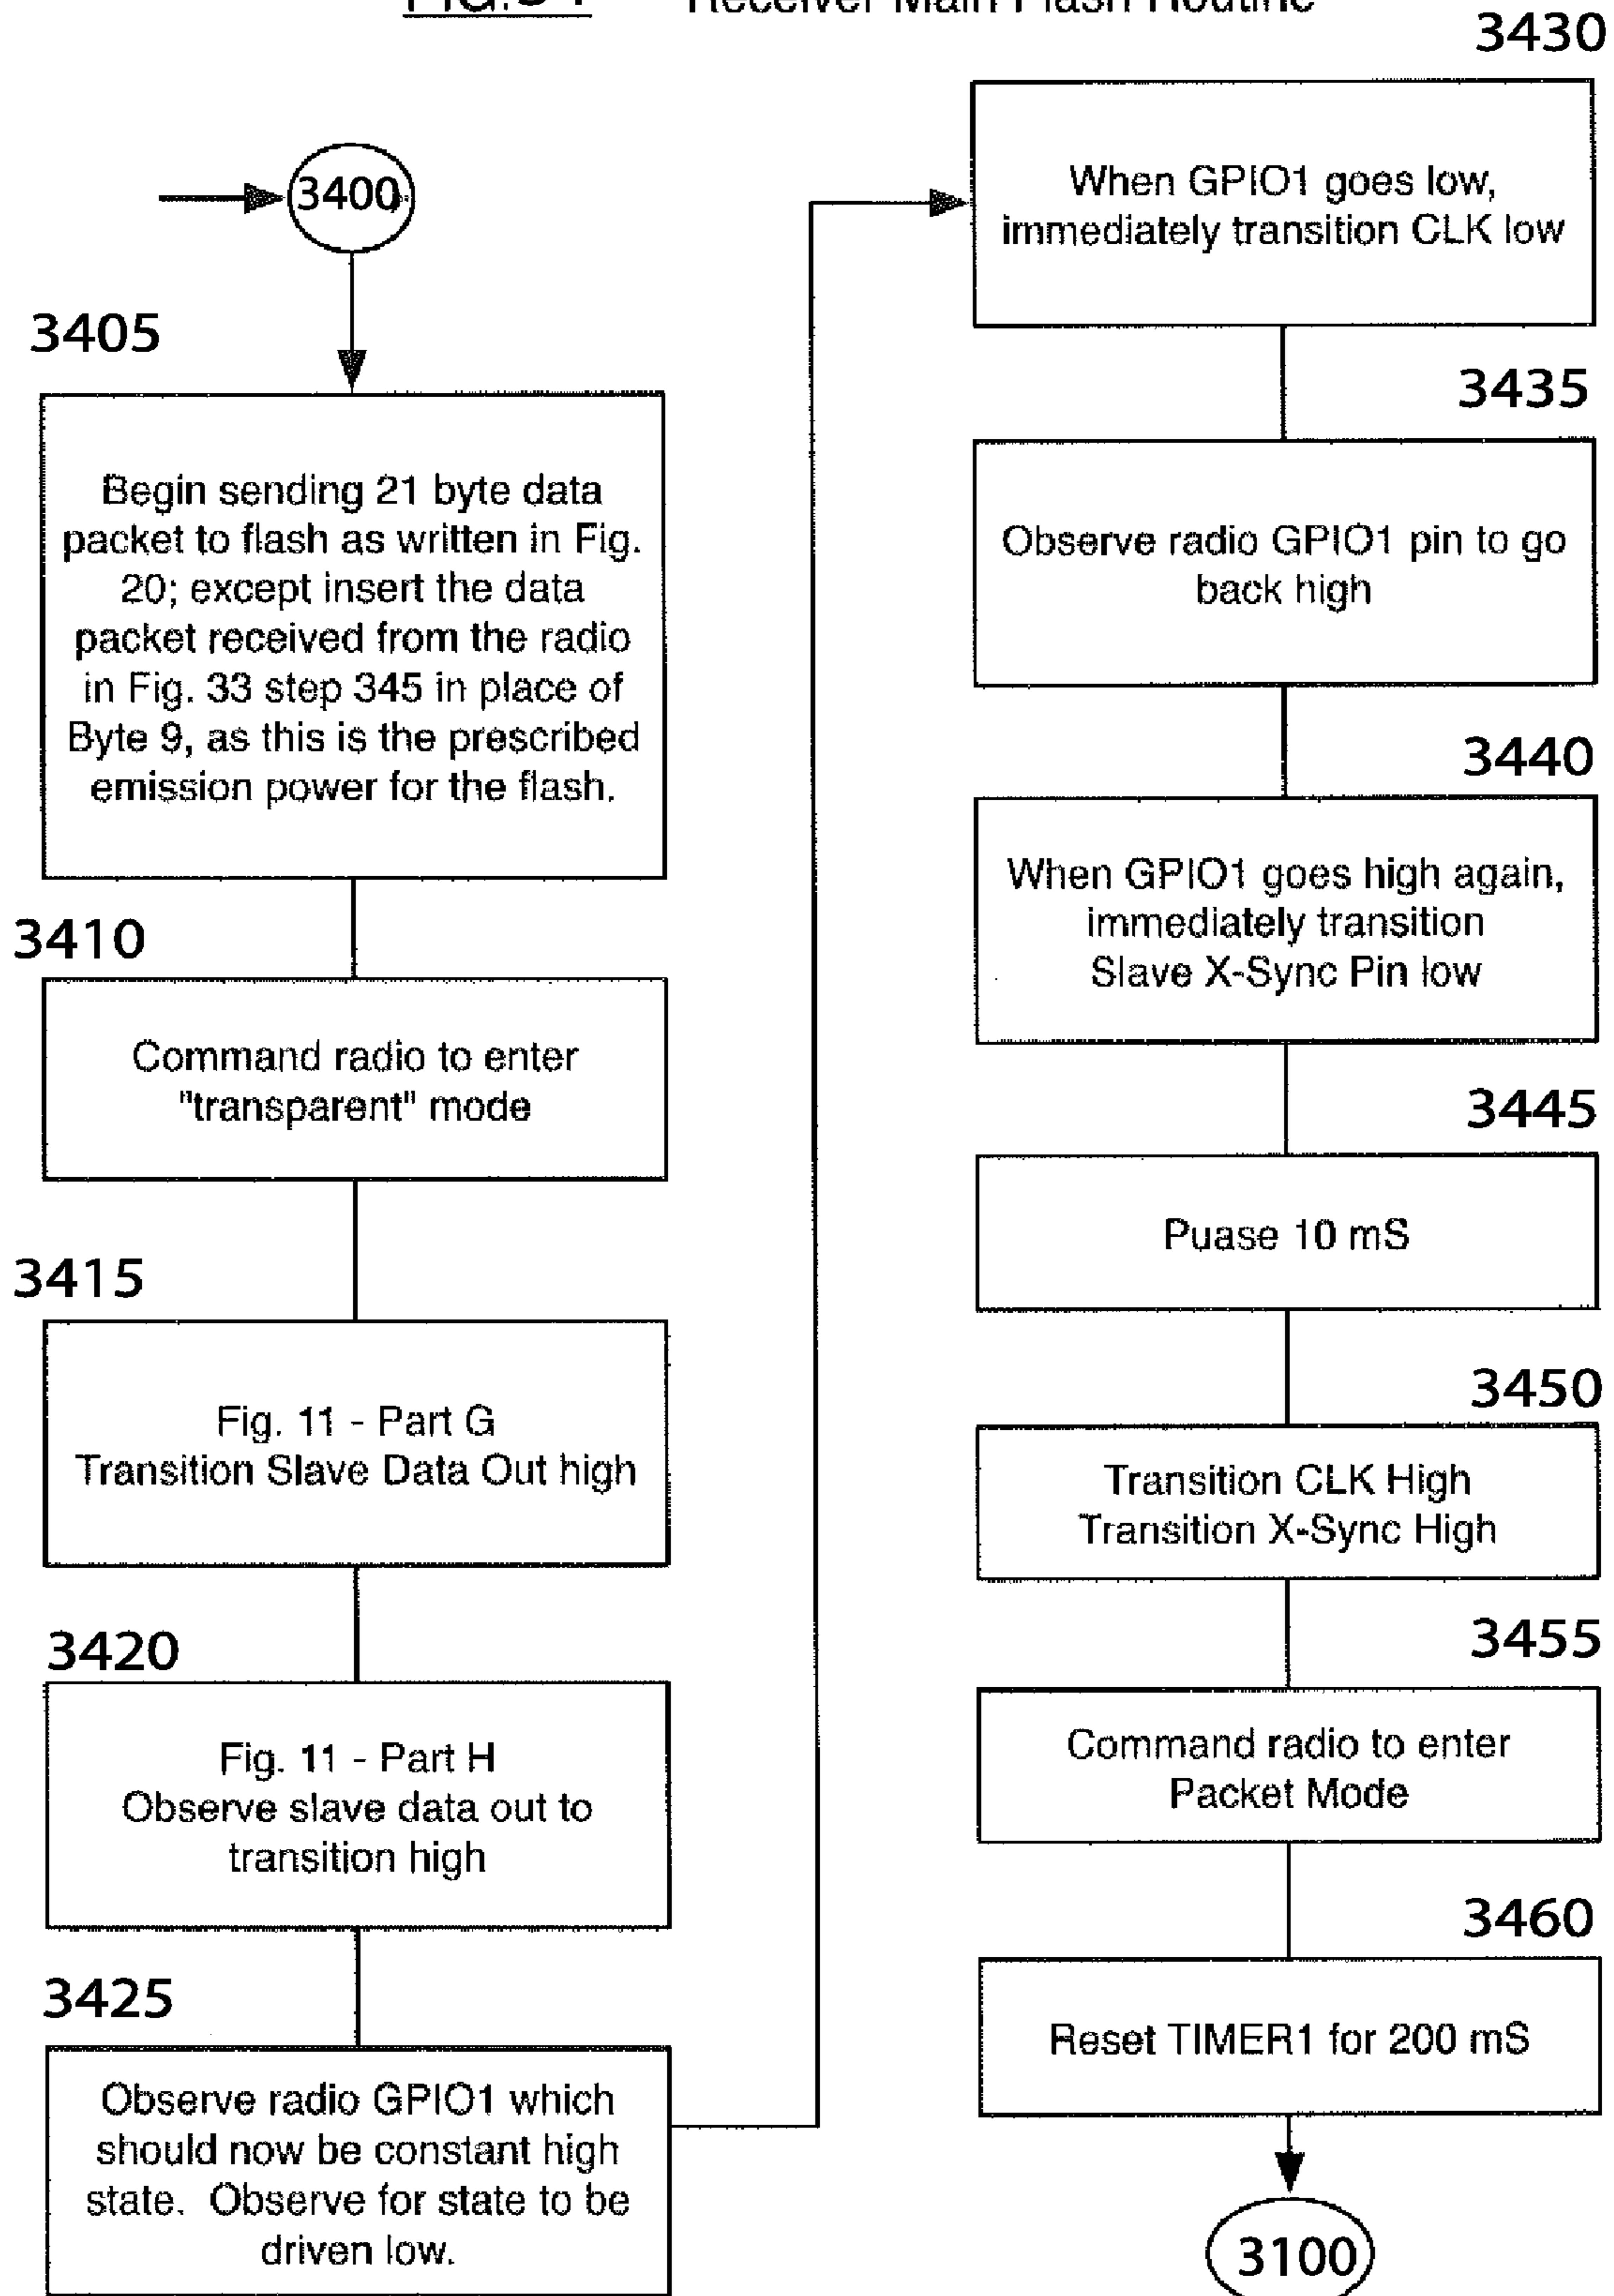 FIG.34 Receiver Main Flash Routine
3400
3405
Begin sending 21 byte data
packet to flash as written in Fig.
20; except insert the data
packet received from the radio
in Fig. 33 step 345 in place of
Byte 9, as this is the prescribed
emission power for the flash.
3410
Command radio to enter
"transparent" mode
3415
Fig. 11 - Part G
Transition Slave Data Out high
3420
Fig. 11 - Part H
Observe slave data out to
transition high
3425
Observe radio GPIO1 which
should now be constant high
state. Observe for state to be
driven low.
3430
When GPIO1 goes low,
immediately transition CLK low
3435
Observe radio GPIO1 pin to go
back high
3440
When GPIO1 goes high again,
immediately transition
Slave X-Sync Pin low
3445
Puase 10 mS
3450
Transition CLK High
Transition X-Sync High
3455
Command radio to enter
Packet Mode
3460
Reset TIMER1 for 200 mS
3100